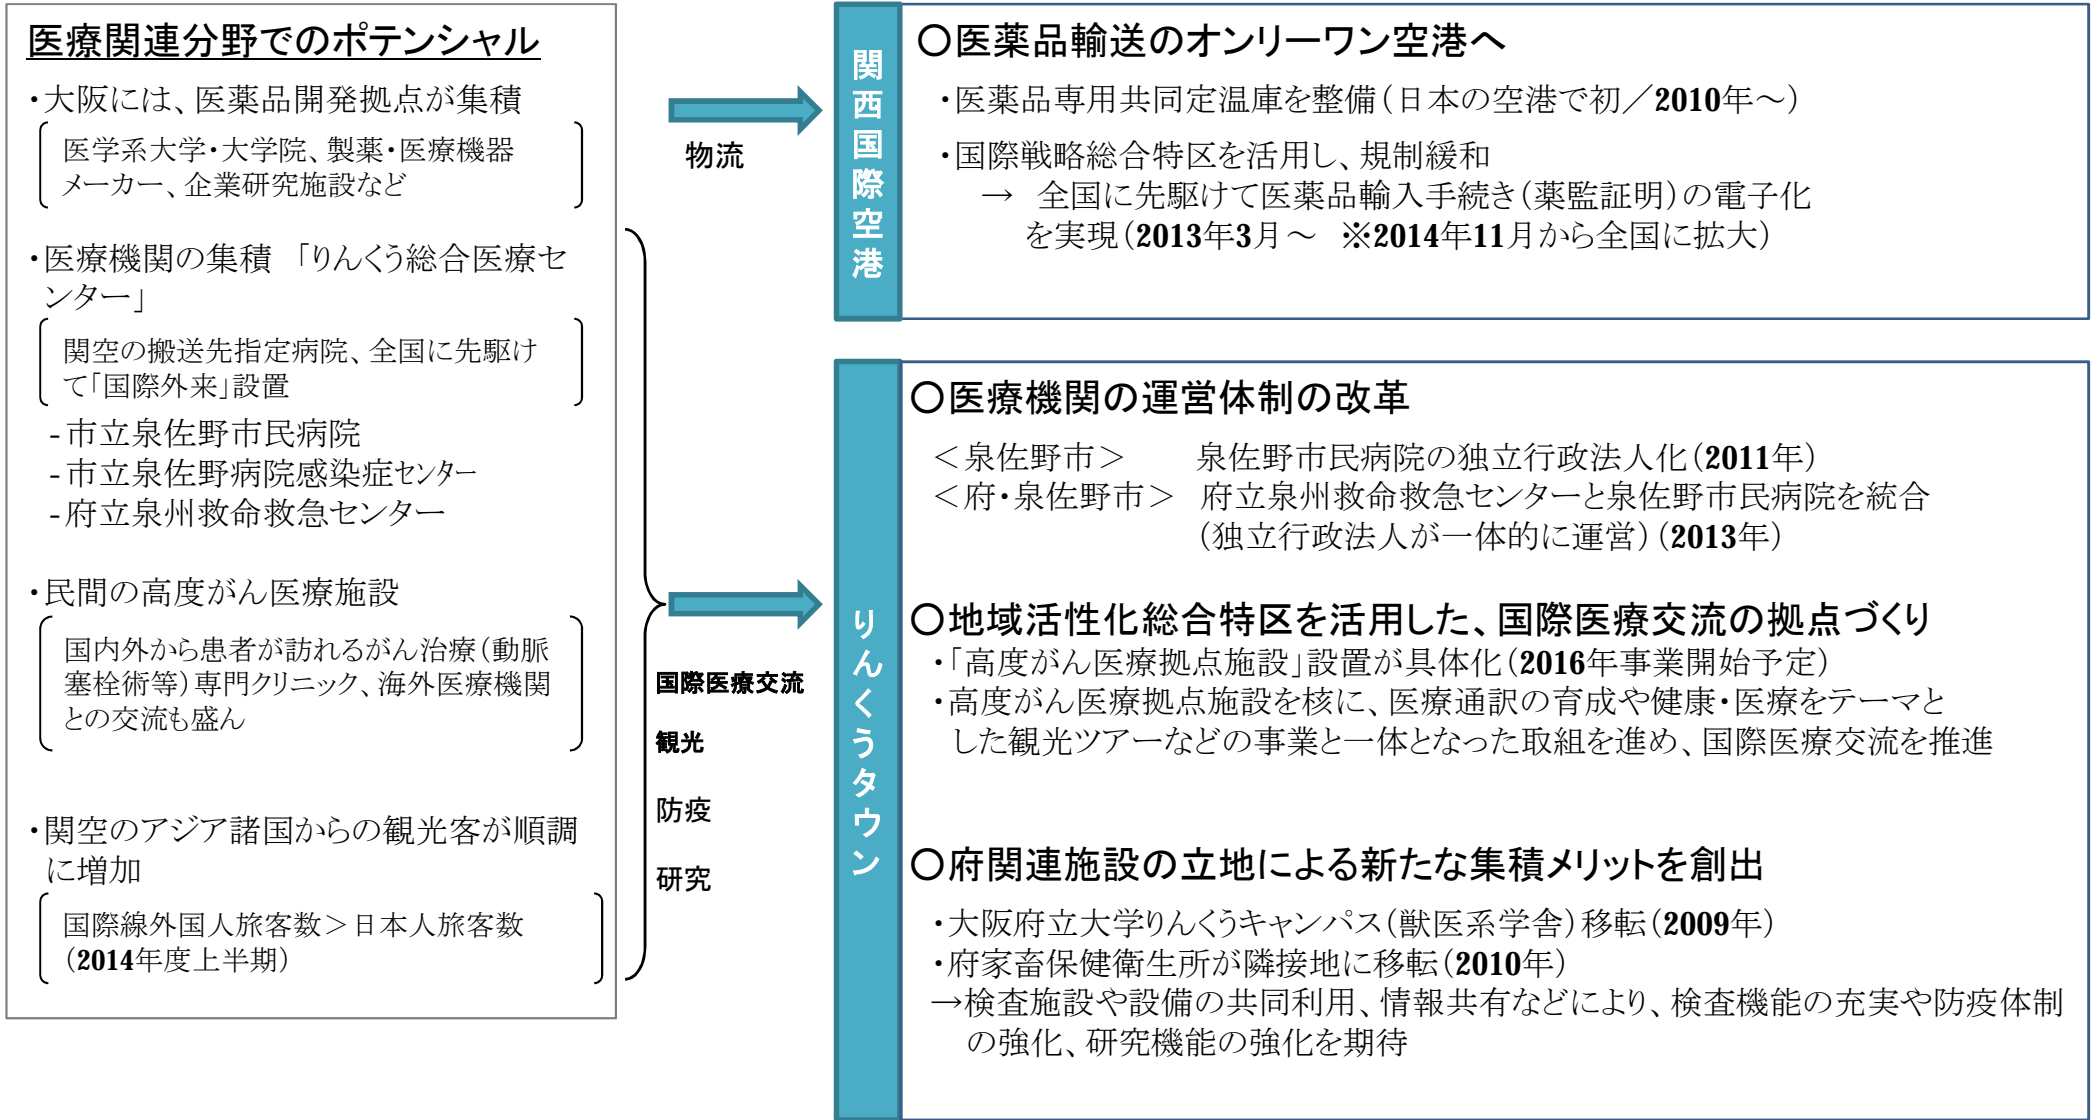 医療関連分野でのポテンシャル
・大阪には、医薬品開発拠点が集積
医学系大学・大学院、製薬・医療機器
メーカー、企業研究施設など
・医療機関の集積 「りんくう総合医療セ
ンター」
関空の搬送先指定病院、全国に先駆け
て「国際外来」設置
-市立泉佐野市民病院
-市立泉佐野病院感染症センター
-府立泉州救命救急センター
・民間の高度がん医療施設
国内外から患者が訪れるがん治療(動脈
塞栓術等)専門クリニック、海外医療機関
との交流も盛ん
・関空のアジア諸国からの観光客が順調
に増加
国際線外国人旅客数>日本人旅客数
(2014年度上半期)
物流
国際医療交流
観光
防疫
研究
関西国際空港
○医薬品輸送のオンリーワン空港へ
・医薬品専用共同定温庫を整備(日本の空港で初/2010年~)
・国際戦略総合特区を活用し、規制緩和
→ 全国に先駆けて医薬品輸入手続き(薬監証明)の電子化
を実現(2013年3月~ ※2014年11月から全国に拡大)
りんくうタウン
○医療機関の運営体制の改革
<泉佐野市> 泉佐野市民病院の独立行政法人化(2011年)
<府・泉佐野市> 府立泉州救命救急センターと泉佐野市民病院を統合
(独立行政法人が一体的に運営)(2013年)
○地域活性化総合特区を活用した、国際医療交流の拠点づくり
・「高度がん医療拠点施設」設置が具体化(2016年事業開始予定)
・高度がん医療拠点施設を核に、医療通訳の育成や健康・医療をテーマと
した観光ツアーなどの事業と一体となった取組を進め、国際医療交流を推進
○府関連施設の立地による新たな集積メリットを創出
・大阪府立大学りんくうキャンパス(獣医系学舎)移転(2009年)
・府家畜保健衛生所が隣接地に移転(2010年)
→検査施設や設備の共同利用、情報共有などにより、検査機能の充実や防疫体制
の強化、研究機能の強化を期待